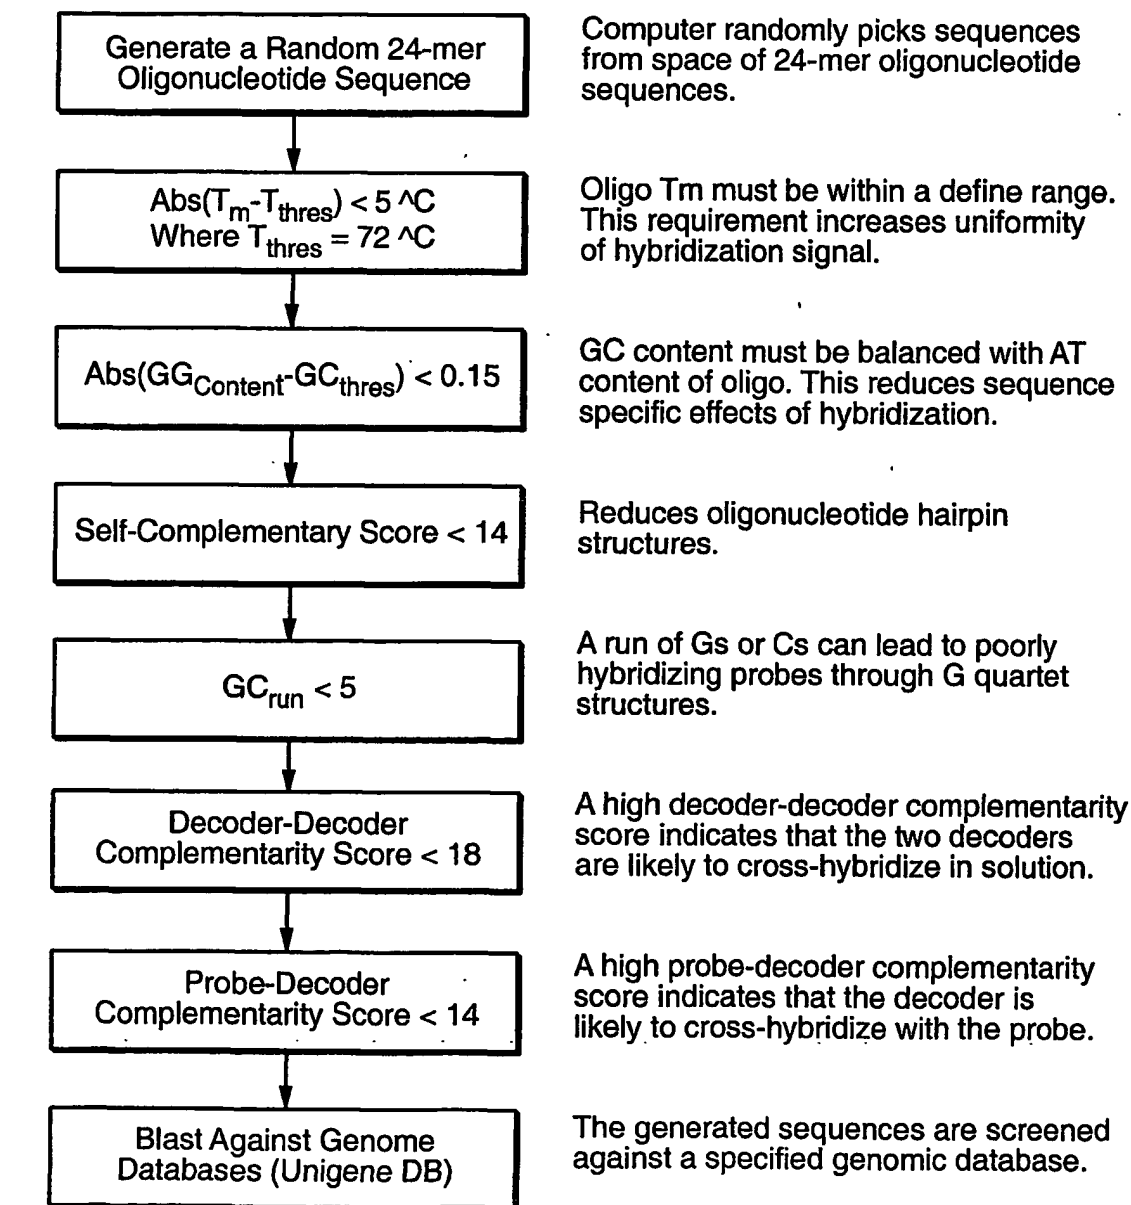 Generate a Random 24-mer
Oligonucleotide Sequence
Computer randomly picks sequences
from space of 24-mer oligonucleotide
sequences.
Abs(Tm-Tthres) < 5 ^C
Where Tthres = 72 ^C
Oligo Tm must be within a define range.
This requirement increases uniformity
of hybridization signal.
Abs(GGContent-GCthres) < 0.15
GC content must be balanced with AT
content of oligo. This reduces sequence
specific effects of hybridization.
Self-Complementary Score < 14
Reduces oligonucleotide hairpin
structures.
GCrun < 5
A run of Gs or Cs can lead to poorly
hybridizing probes through G quartet
structures.
Decoder-Decoder
Complementarity Score < 18
A high decoder-decoder complementarity
score indicates that the two decoders
are likely to cross-hybridize in solution.
Probe-Decoder
Complementarity Score < 14
A high probe-decoder complementarity
score indicates that the decoder is
likely to cross-hybridize with the probe.
Blast Against Genome
Databases (Unigene DB)
The generated sequences are screened
against a specified genomic database.